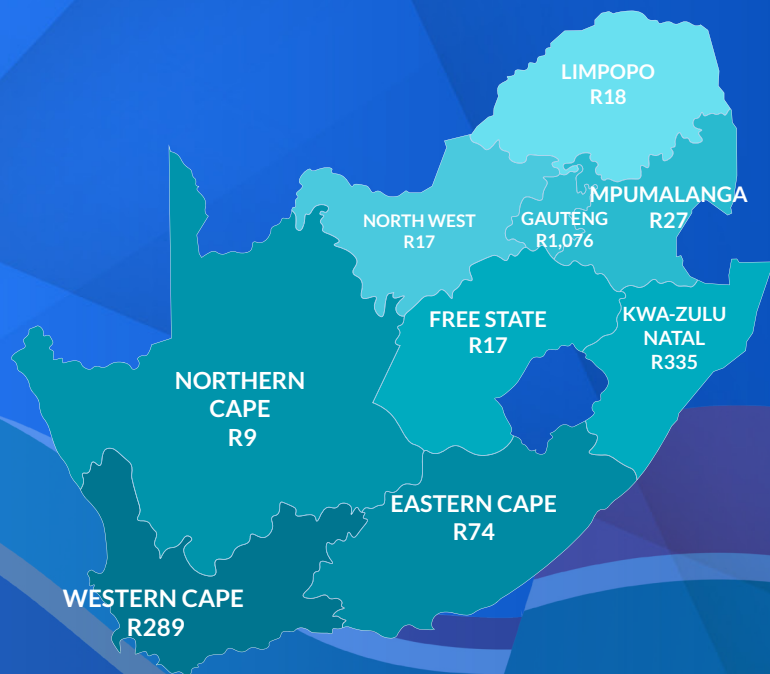 LIMPOPO
R18
MPUMALANGA
R27
NORTH WEST
R17
GAUTENG
R1,076
FREE STATE
R17
KWA-ZULU
NATAL
R335
NORTHERN
CAPE
R9
EASTERN CAPE
R74
WESTERN CAPE
R289